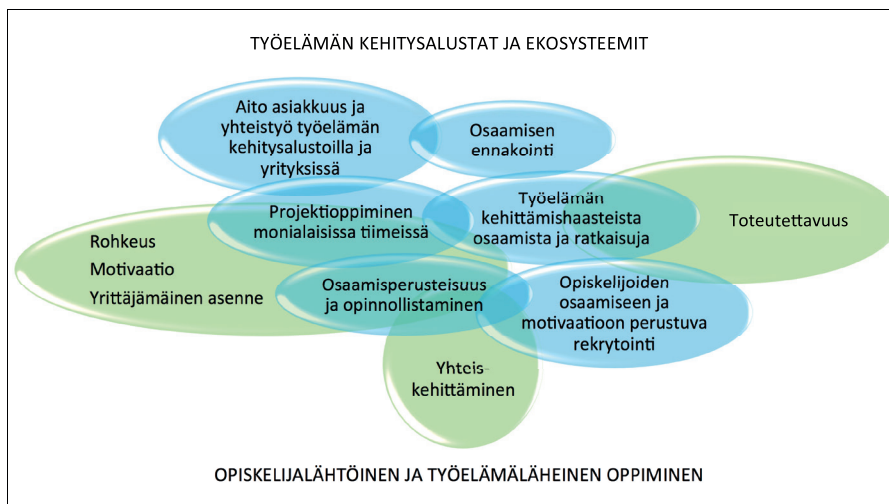 TYÖELÄMÄN KEHITYSALUSTAT JA EKOSYSTEEMIT
Aito asiakkuus ja
yhteistyö työelämän
kehitysalustoilla ja
yrityksissä
Osaamisen
ennakointi
Projektioppiminen
monialaisissa tiimeissä
Työelämän
kehittämishaasteista
osaamista ja ratkaisuja
Toteutettavuus
Rohkeus
Motivaatio
Yrittäjämäinen asenne
Osaamisperusteisuus
ja opinnollistaminen
Opiskelijoiden
osaamiseen ja
motivaatioon perustuva
rekrytointi
Yhteis-
kehittäminen
OPISKELIJALÄHTÖINEN JA TYÖELÄMÄLÄHEINEN OPPIMINEN